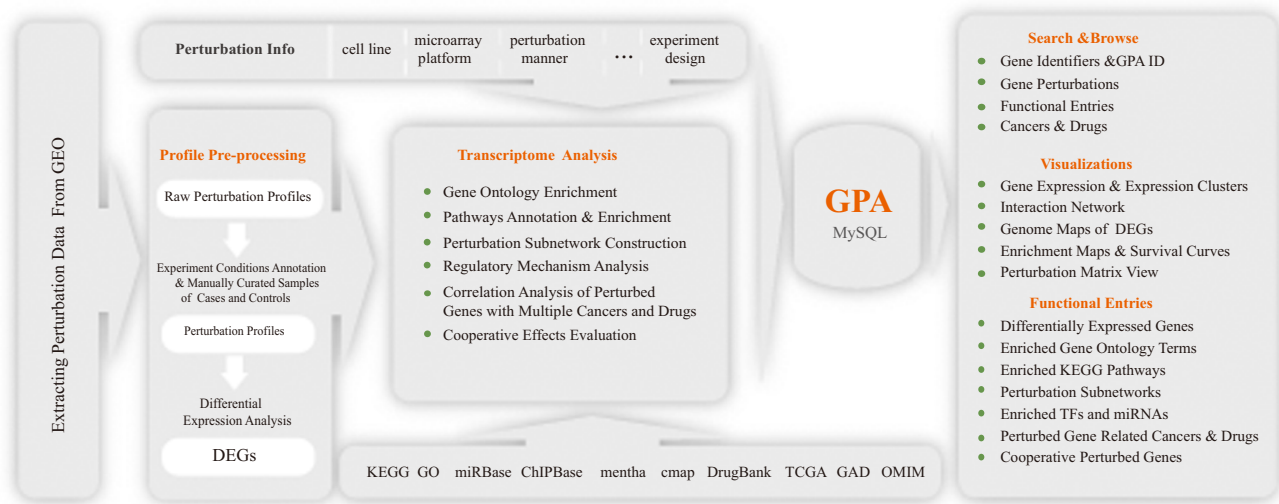 Extracting Perturbation Data From GEO
Perturbation Info
cell line
microarray
platform
perturbation
manner
...
experiment
design
Profile Pre-processing
Raw Perturbation Profiles
Experiment Conditions Annotation
& Manually Curated Samples
of Cases and Controls
Perturbation Profiles
Differential
Expression Analysis
DEGs
Transcriptome Analysis
Gene Ontology Enrichment
Pathways Annotation & Enrichment
Perturbation Subnetwork Construction
Regulatory Mechanism Analysis
Correlation Analysis of Perturbed
Genes with Multiple Cancers and Drugs
Cooperative Effects Evaluation
KEGG GO miRBase ChIPBase mentha cmap DrugBank TCGA GAD OMIM
GPA
MySQL
Search &Browse
Gene Identifiers &GPA ID
Gene Perturbations
Functional Entries
Cancers & Drugs
Visualizations
Gene Expression & Expression Clusters
Interaction Network
Genome Maps of DEGs
Enrichment Maps & Survival Curves
Perturbation Matrix View
Functional Entries
Differentially Expressed Genes
Enriched Gene Ontology Terms
Enriched KEGG Pathways
Perturbation Subnetworks
Enriched TFs and miRNAs
Perturbed Gene Related Cancers & Drugs
Cooperative Perturbed Genes